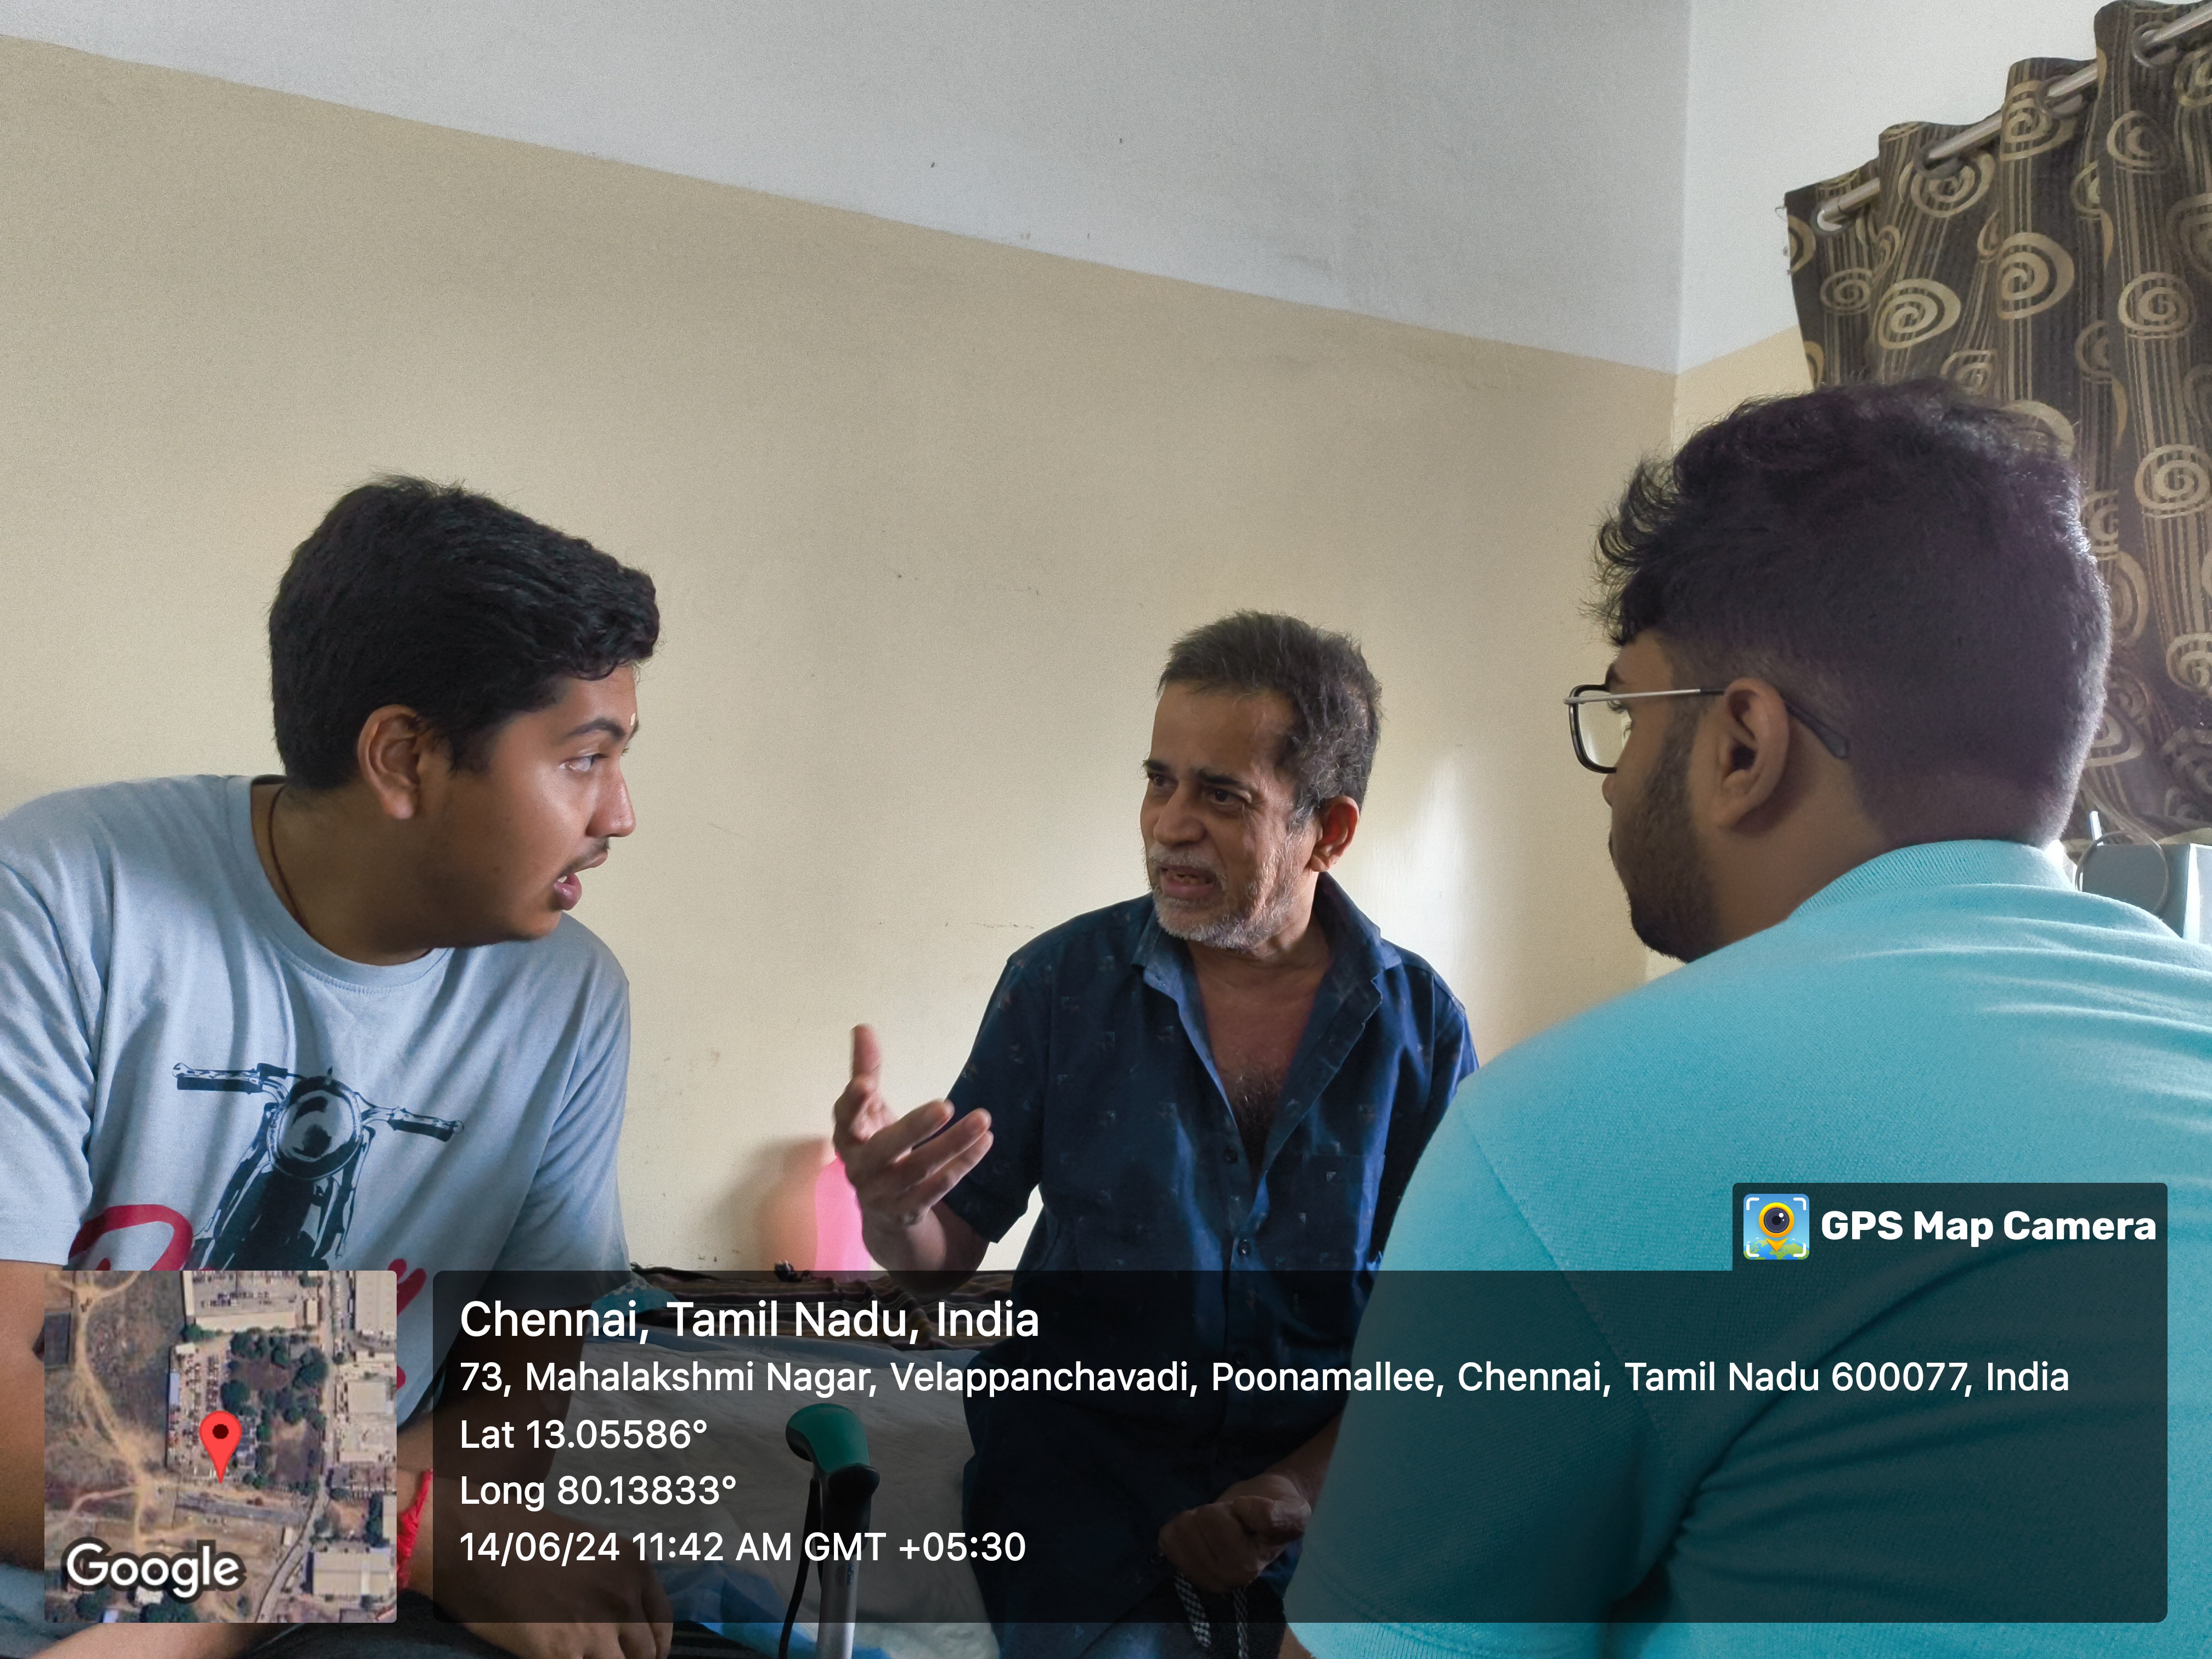 GPS Map Camera
Chennai, Tamil Nadu, India
73, Mahalakshmi Nagar, Velappanchavadi, Poonamallee, Chennai, Tamil Nadu 600077, India
Lat 13.05586°
Long 80.13833°
14/06/24 11:42 AM GMT +05:30
Google